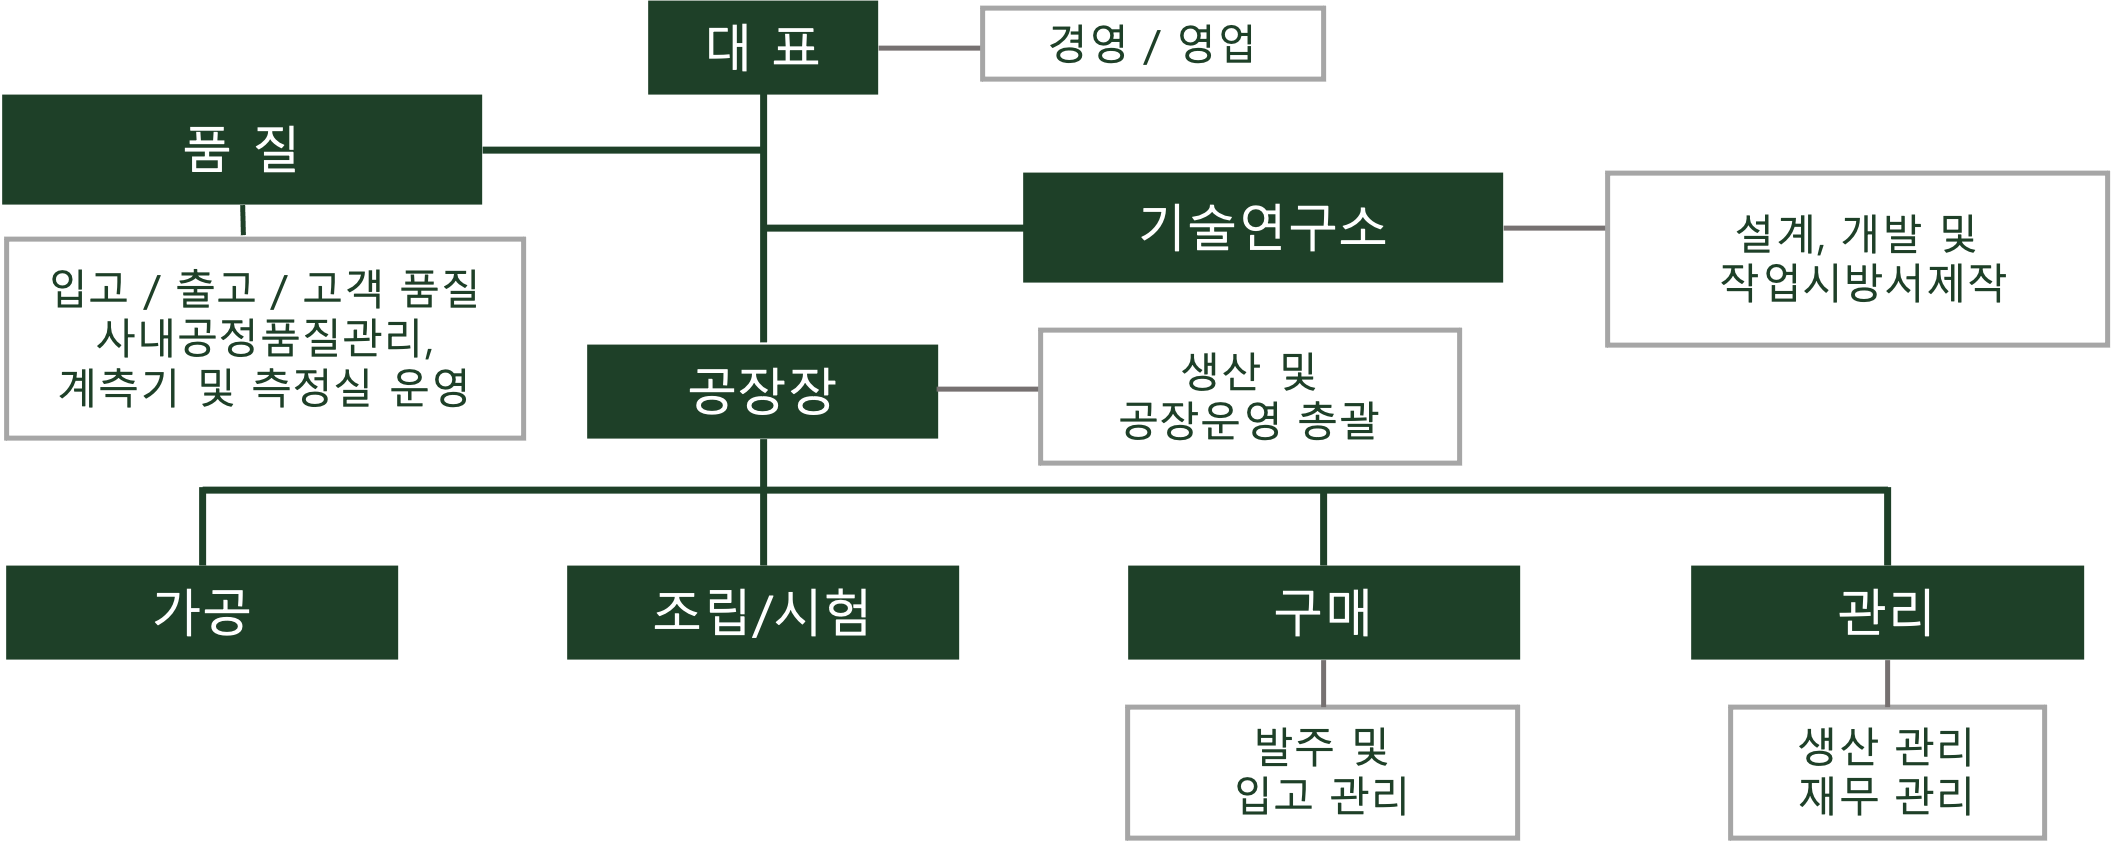 대 표
경영 / 영업
품 질
기술연구소
설계, 개발 및
작업시방서제작
입고 / 출고 / 고객 품질
사내공정품질관리,
계측기 및 측정실 운영
공장장
생산 및
공장운영 총괄
가공
조립/시험
구매
관리
발주 및
입고 관리
생산 관리
재무 관리